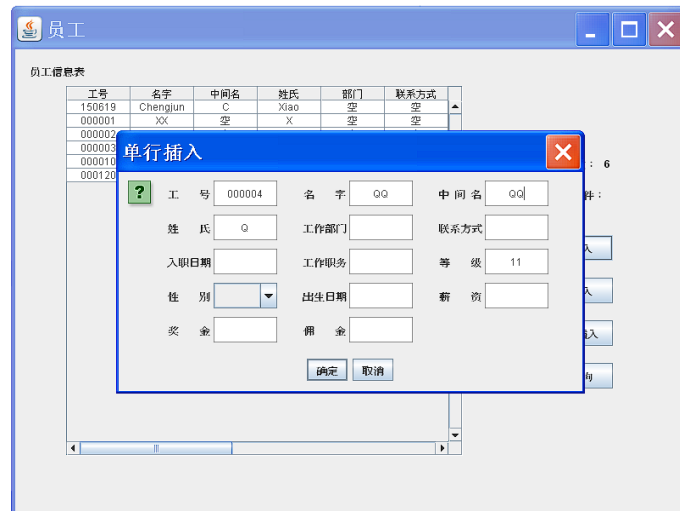 员工
员工信息表
工号 名字 中间名 姓氏 部门 联系方式
150619 Chengjun C Xiao 空 空
000001 XX 空 X 空 空
000002
000003
000010
000120
: 6
件:
入
入
插入
询
单行插入
工 号 000004 名 字 QQ 中 间 名 QQ
姓 氏 Q 工作部门 联系方式
入职日期 工作职务 等 级 11
性 别 出生日期 薪 资
奖 金 佣 金
确定 取消